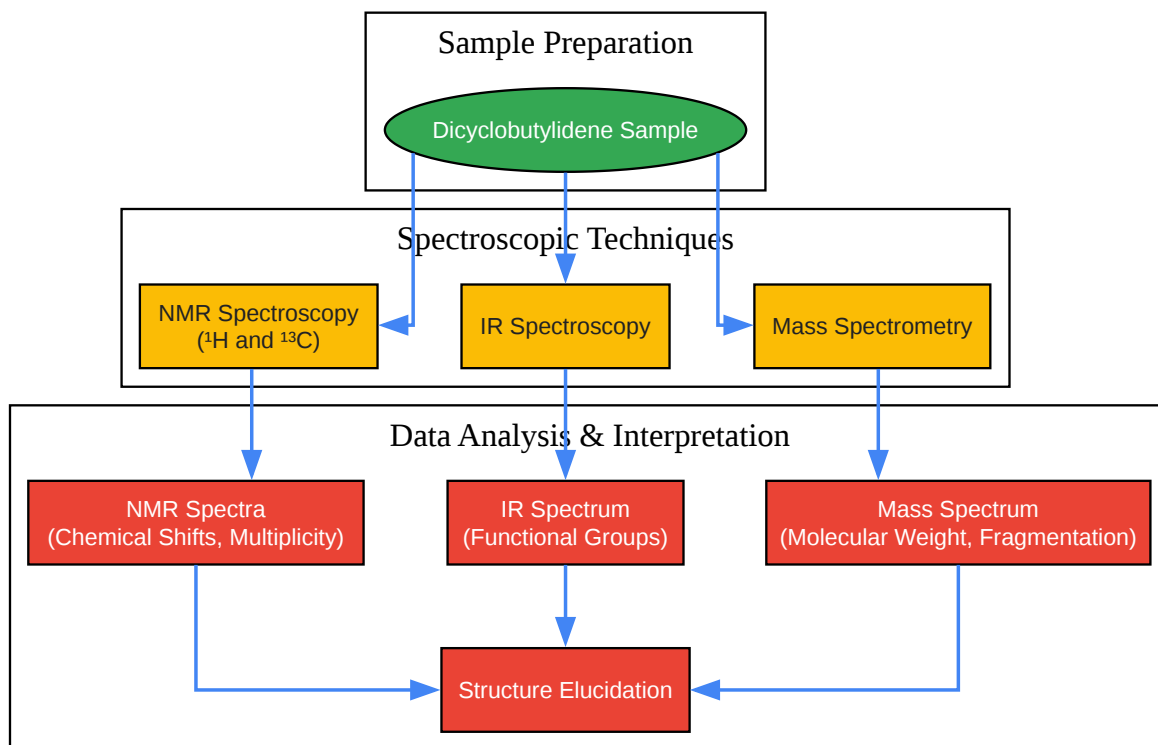 Sample Preparation
Dicyclobutylidene Sample
Spectroscopic Techniques
NMR Spectroscopy
(¹H and ¹³C)
IR Spectroscopy
Mass Spectrometry
Data Analysis & Interpretation
NMR Spectra
(Chemical Shifts, Multiplicity)
IR Spectrum
(Functional Groups)
Mass Spectrum
(Molecular Weight, Fragmentation)
Structure Elucidation